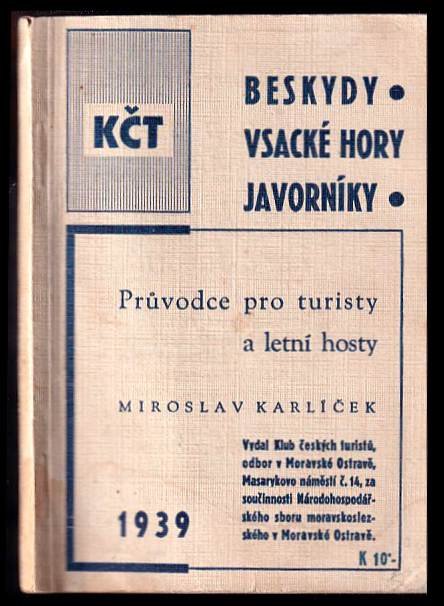 KČT
BESKYDY •
VSACKÉ HORY
JAVORNÍKY •
Průvodce pro turisty
a letní hosty
MIROSLAV KARLÍČEK
Vydal Klub českých turistů,
odbor v Moravské Ostravě,
Masarykovo náměstí č. 14, za
součinnosti Národohospodář-
ského sboru moravskoslez-
ského v Moravské Ostravě.
1939
K 10·-